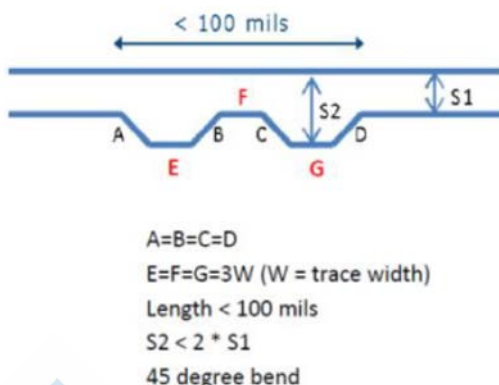 < 100 mils
F
S2
S1
A
B
C
D
E
G
A=B=C=D
E=F=G=3W (W = trace width)
Length < 100 mils
S2 < 2 * S1
45 degree bend